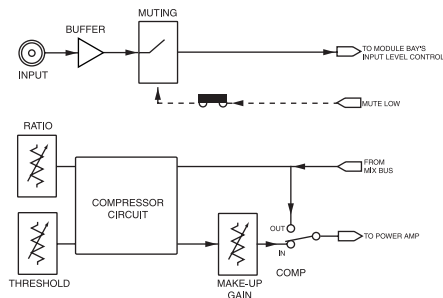 MUTING
BUFFER
INPUT
TO MODULE BAY'S
INPUT LEVEL CONTROL
MUTE LOW
RATIO
FROM
MIX BUS
COMPRESSOR
CIRCUIT
OUT
TO POWER AMP
IN
COMP
THRESHOLD
MAKE-UP
GAIN